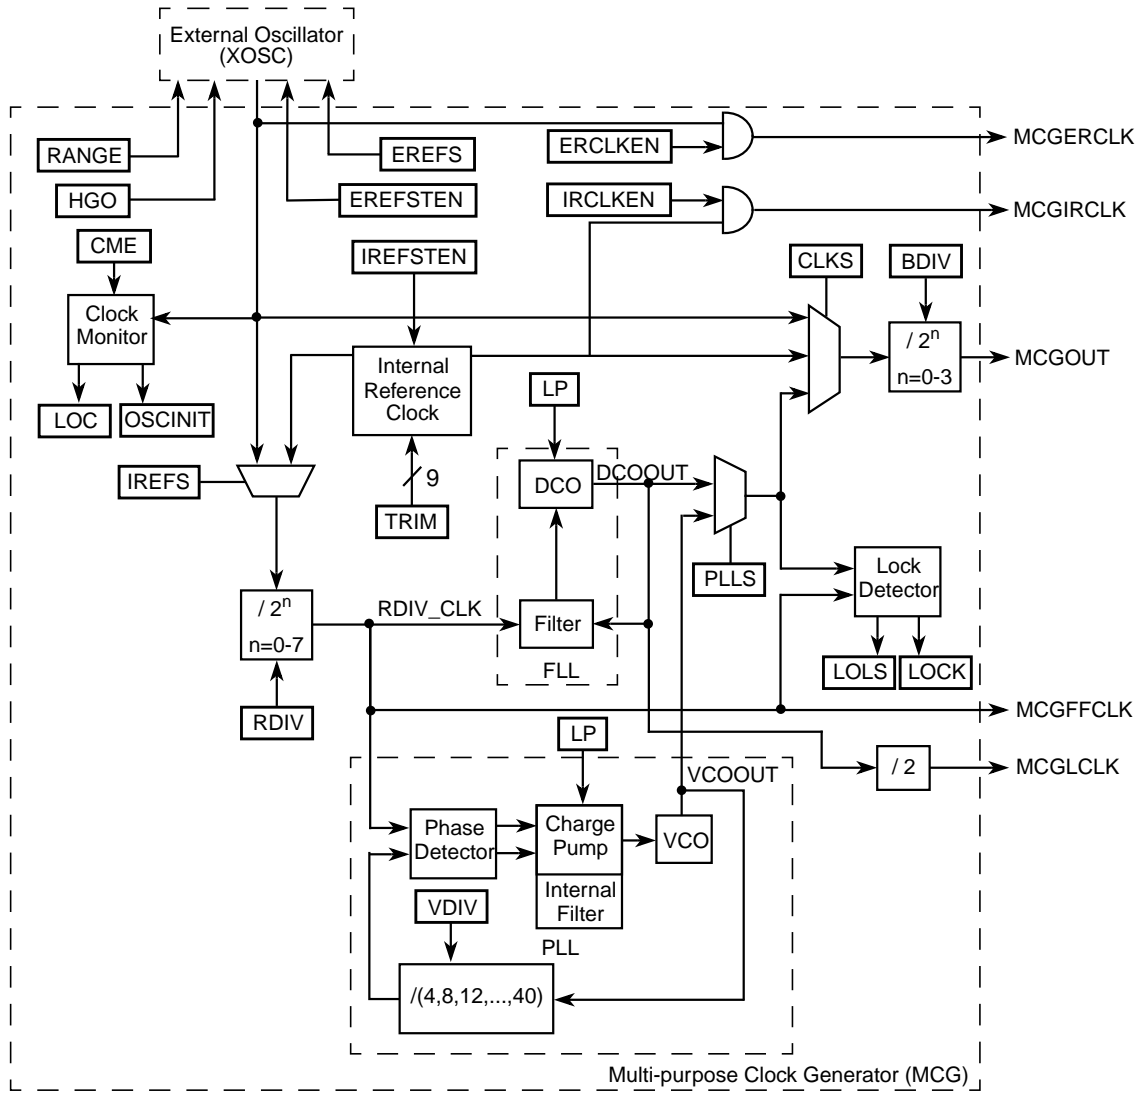 External Oscillator
(XOSC)
RANGE
EREFS
ERCLKEN
MCGERCLK
HGO
EREFSTEN
IRCLKEN
MCGIRCLK
CME
IREFSTEN
CLKS
BDIV
Clock
Monitor
Internal
Reference
Clock
/ 2n
n=0-3
MCGOUT
LP
LOC
OSCINIT
IREFS
9
TRIM
DCO
DCOOUT
PLLS
Lock
Detector
/ 2n
n=0-7
RDIV_CLK
Filter
FLL
LOLS
LOCK
RDIV
MCGFFCLK
LP
/ 2
MCGLCLK
VCOOUT
Phase
Detector
Charge
Pump
VCO
Internal
Filter
VDIV
PLL
/(4,8,12,...,40)
Multi-purpose Clock Generator (MCG)